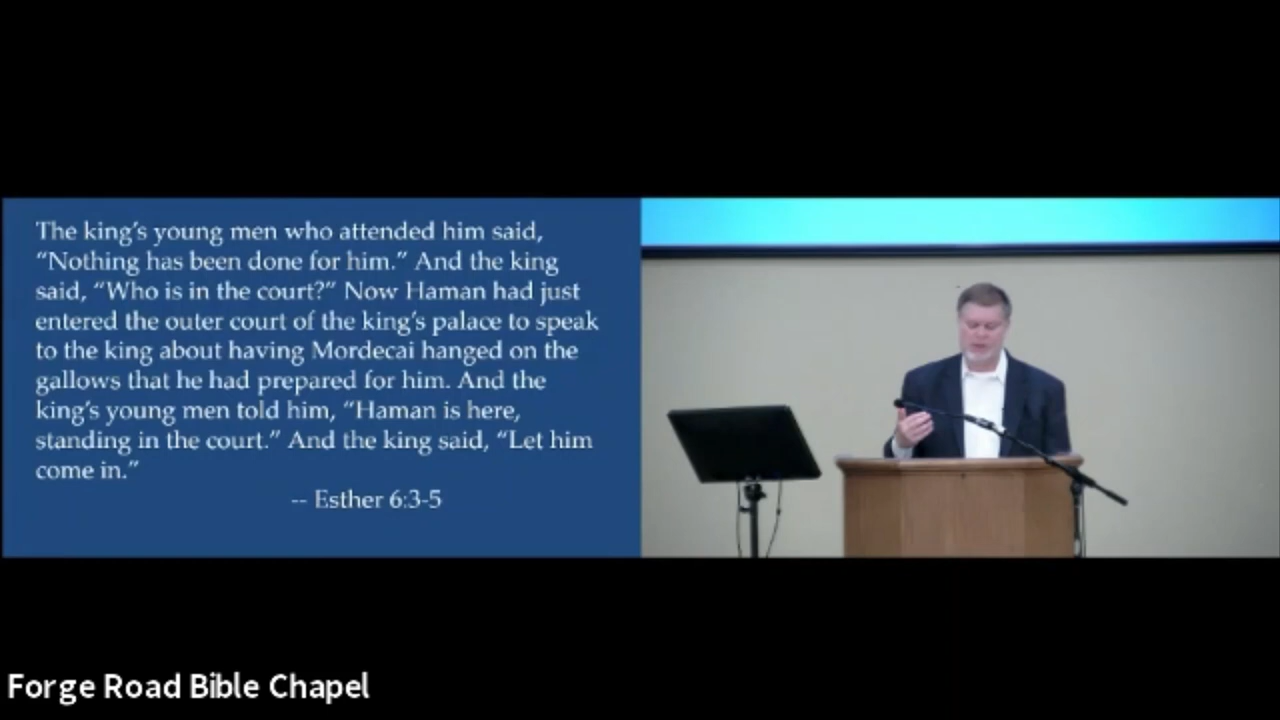 The king’s young men who attended him said,
“Nothing has been done for him.” And the king
said, “Who is in the court?” Now Haman had just
entered the outer court of the king’s palace to speak
to the king about having Mordecai hanged on the
gallows that he had prepared for him. And the
king’s young men told him, “Haman is here,
standing in the court.” And the king said, “Let him
come in.”
-- Esther 6:3-5
Forge Road Bible Chapel